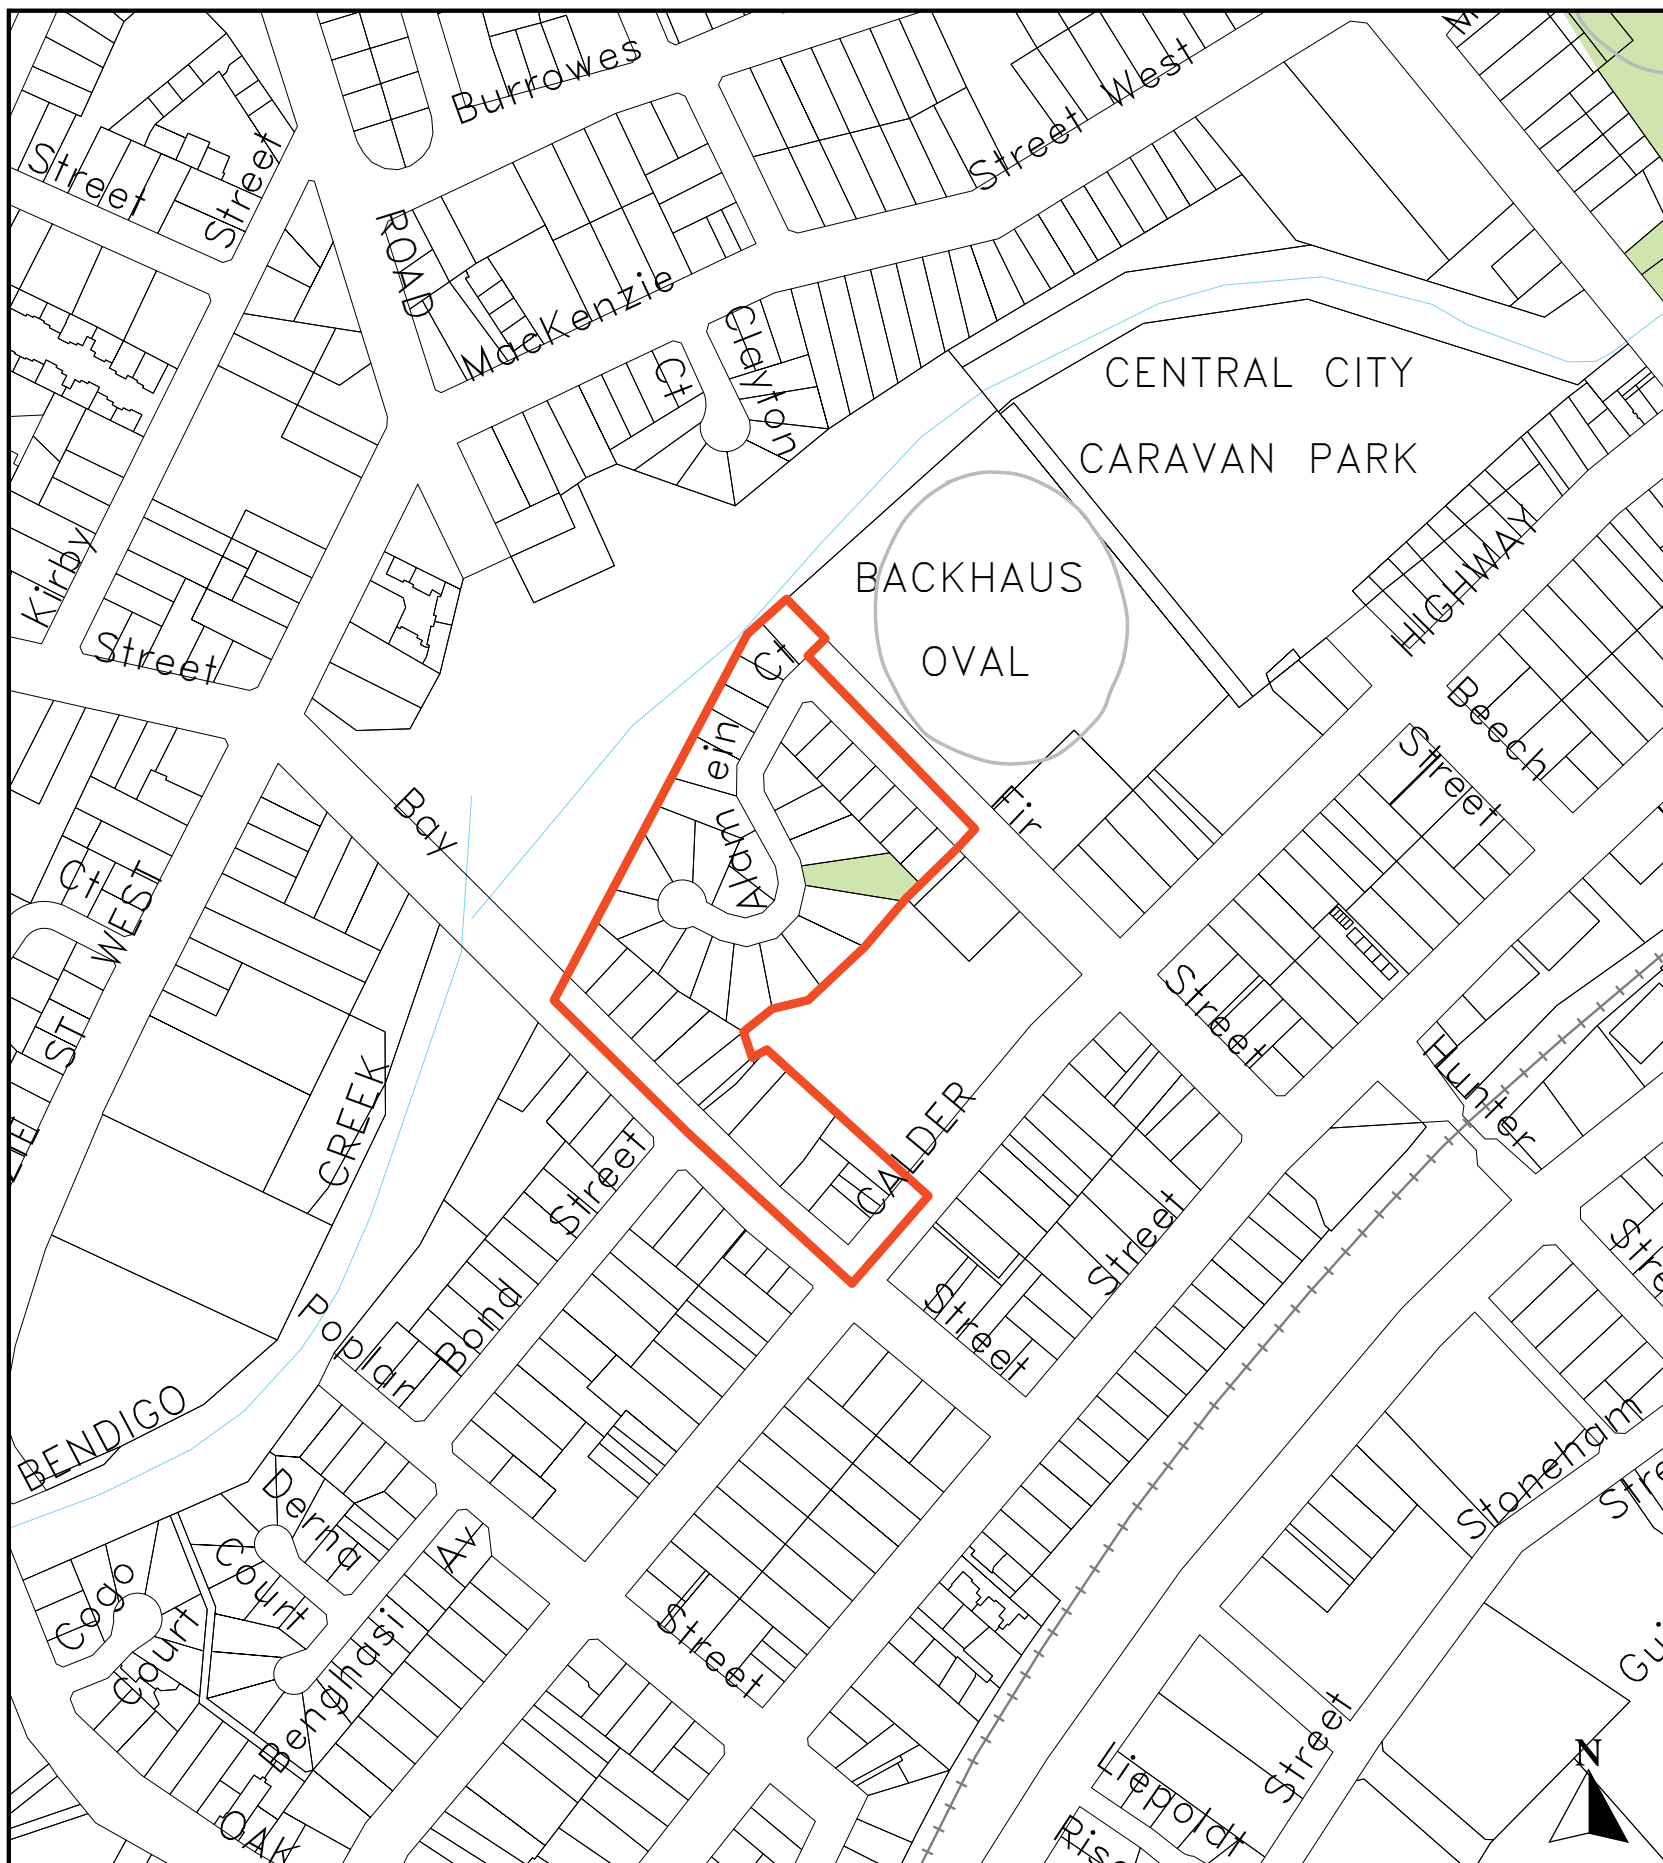 Burrowes
Street West
Street
Street
ROAD
MacKenzie
Clayton
Ct
CENTRAL CITY
CARAVAN PARK
BACKHAUS
OVAL
HIGHWAY
Kirby
Street
Ct
Beech
Street
Fir
Bay
Ct
WEST
ST
CREEK
Street
Street
Hunter
CALDER
Street
Street
Poplar
Bond
BENDIGO
Derna
Court
Cogo
Court
Av
Benghasi
OAK
Street
Stoneham
Street
Liepoldt
N